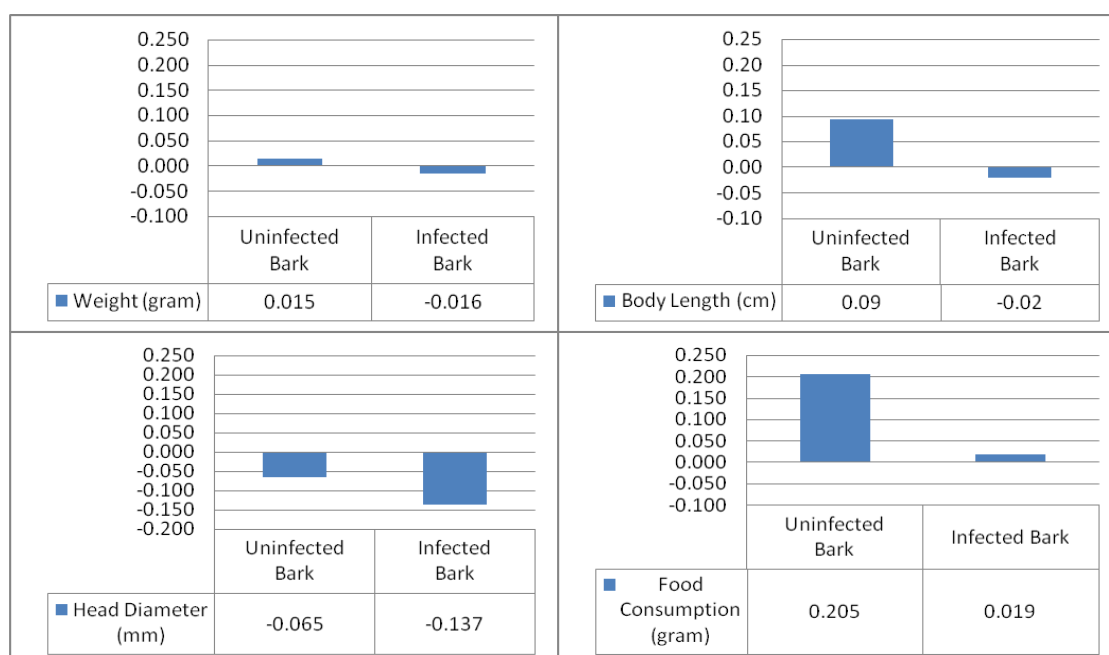 0.250
0.200
0.150
0.100
0.050
0.000
-0.050
-0.100
Uninfected Bark
Infected Bark
Weight (gram)
0.015
-0.016
0.25
0.20
0.15
0.10
0.05
0.00
-0.05
-0.10
Uninfected Bark
Infected Bark
Body Length (cm)
0.09
-0.02
0.250
0.200
0.150
0.100
0.050
0.000
-0.050
-0.100
-0.150
-0.200
Uninfected Bark
Infected Bark
Head Diameter
(mm)
-0.065
-0.137
0.250
0.200
0.150
0.100
0.050
0.000
-0.050
-0.100
Uninfected
Bark
Infected Bark
Food
Consumption
(gram)
0.205
0.019